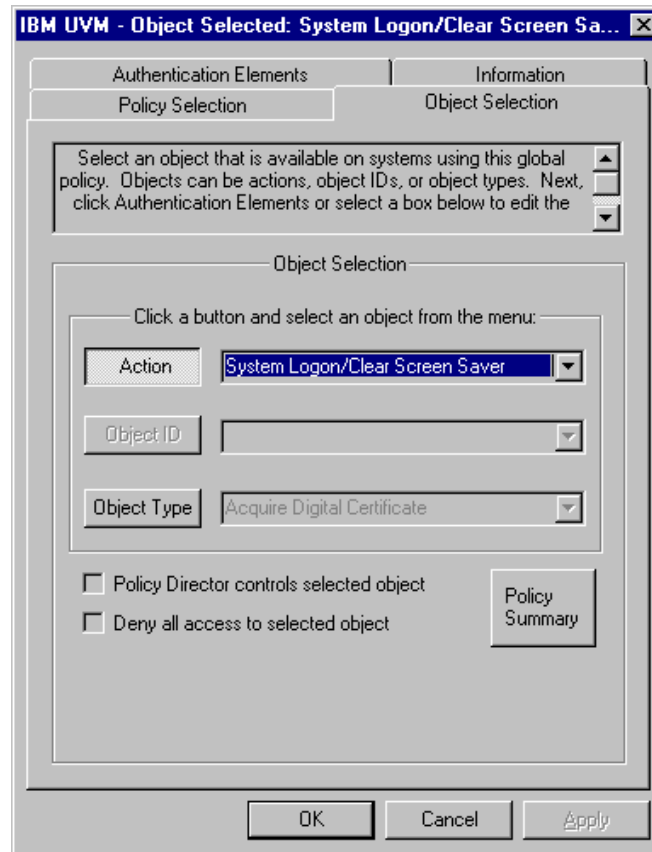 IBM UVM - Object Selected: System Logon/Clear Screen Sa...
Authentication Elements
Information
Policy Selection
Object Selection
Select an object that is available on systems using this global
policy. Objects can be actions, object IDs, or object types. Next,
click Authentication Elements or select a box below to edit the
Object Selection
Click a button and select an object from the menu:
Action
System Logon/Clear Screen Saver
Object ID
Object Type
Acquire Digital Certificate
Policy Director controls selected object
Deny all access to selected object
Policy
Summary
OK
Cancel
Apply